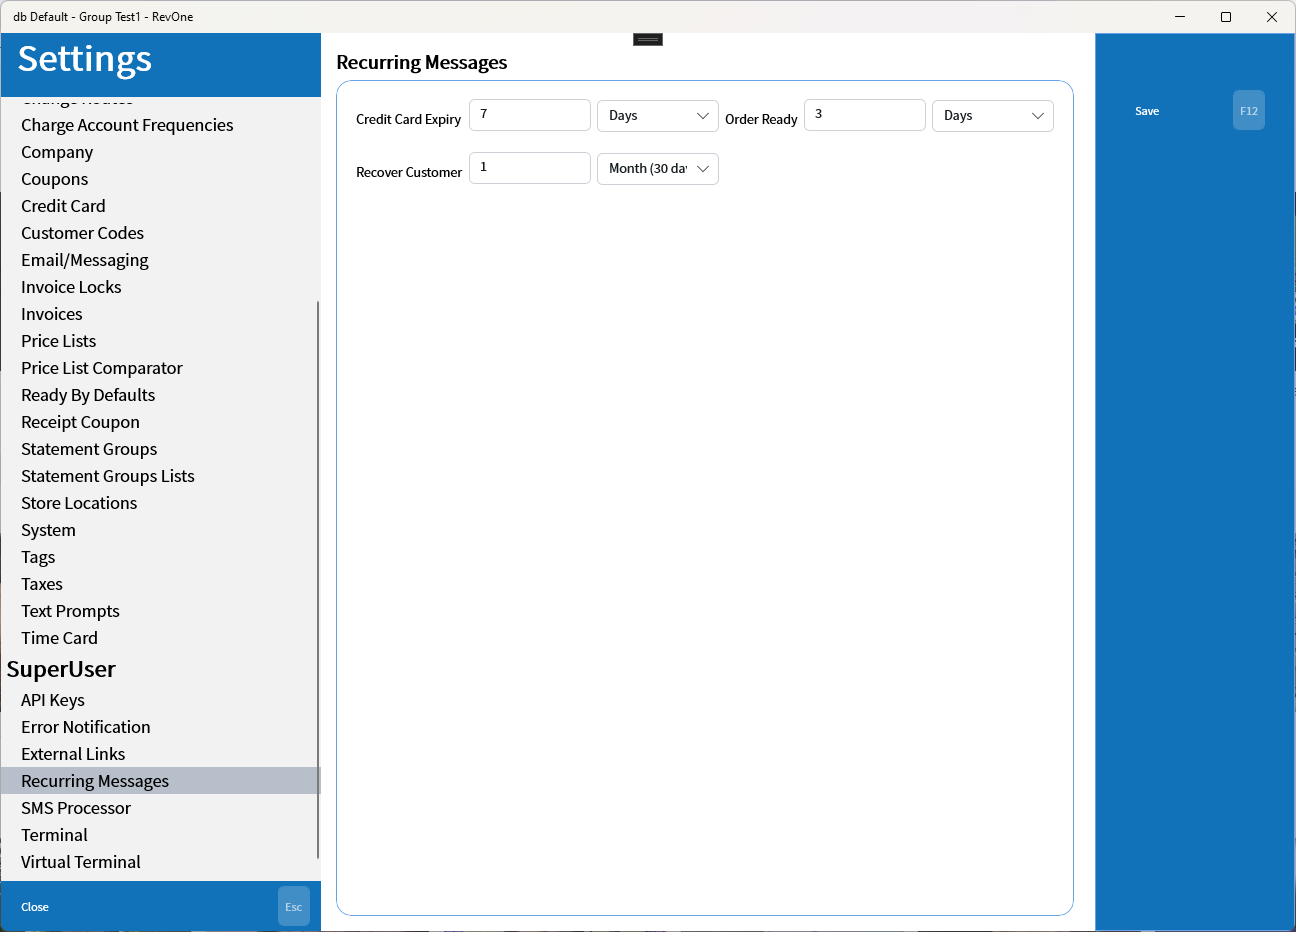 db Default - Group Test1 - RevOne
Settings
Charge Account Frequencies
Company
Coupons
Credit Card
Customer Codes
Email/Messaging
Invoice Locks
Invoices
Price Lists
Price List Comparator
Ready By Defaults
Receipt Coupon
Statement Groups
Statement Groups Lists
Store Locations
System
Tags
Taxes
Text Prompts
Time Card
SuperUser
API Keys
Error Notification
External Links
Recurring Messages
SMS Processor
Terminal
Virtual Terminal
Close Esc
Recurring Messages
Credit Card Expiry 7 Days Order Ready 3 Days
Recover Customer 1 Month (30 da
Save F12